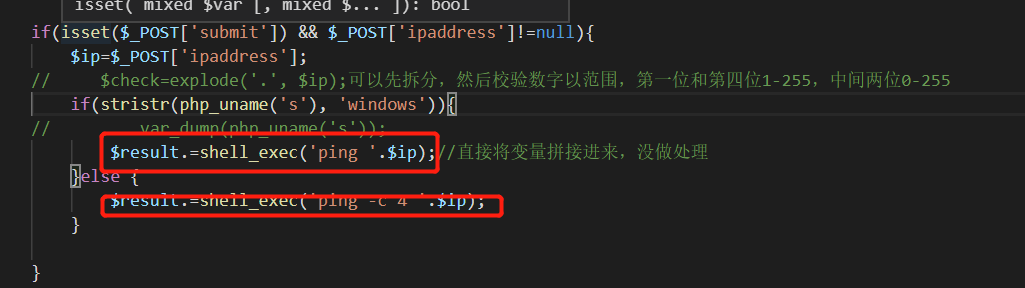 isset( mixed $var [, mixed $... ]): bool
if(isset($_POST['submit']) && $_POST['ipaddress']!=null){
$ip=$_POST['ipaddress'];
// $check=explode('.', $ip);可以先拆分，然后校验数字以范围，第一位和第四位1-255，中间两位0-255
if(stristr(php_uname('s'), 'windows')){
// var_dump(php_uname('s'));
$result.=shell_exec('ping '.$ip);//直接将变量拼接进来，没做处理
}else {
$result.=shell_exec('ping -c 4 '.$ip);
}
}